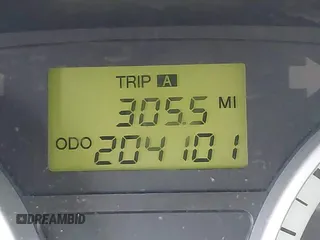 TRIP A
305.5 MI
ODO 204101
DREAMBID